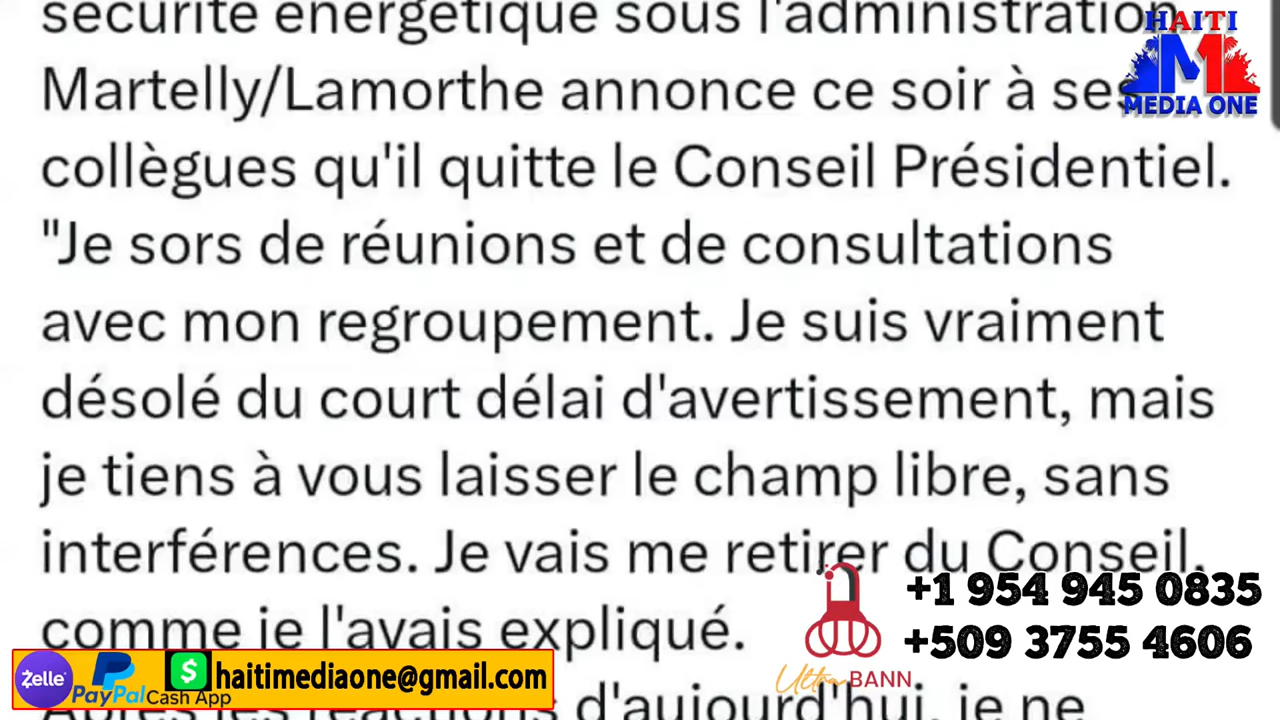 sécurité énergétique sous l'administration
Martelly/Lamorthe annonce ce soir à ses
collègues qu'il quitte le Conseil Présidentiel.
"Je sors de réunions et de consultations
avec mon regroupement. Je suis vraiment
désolé du court délai d'avertissement, mais
je tiens à vous laisser le champ libre, sans
interférences. Je vais me retirer du Conseil,
comme je l'avais expliqué.
Après les réactions d'aujourd'hui, je ne
HAITI
M
MEDIA ONE
+1 954 945 0835
+509 3755 4606
Ultra BANN
Zelle
PayPal
$
Cash App
haitimediaone@gmail.com